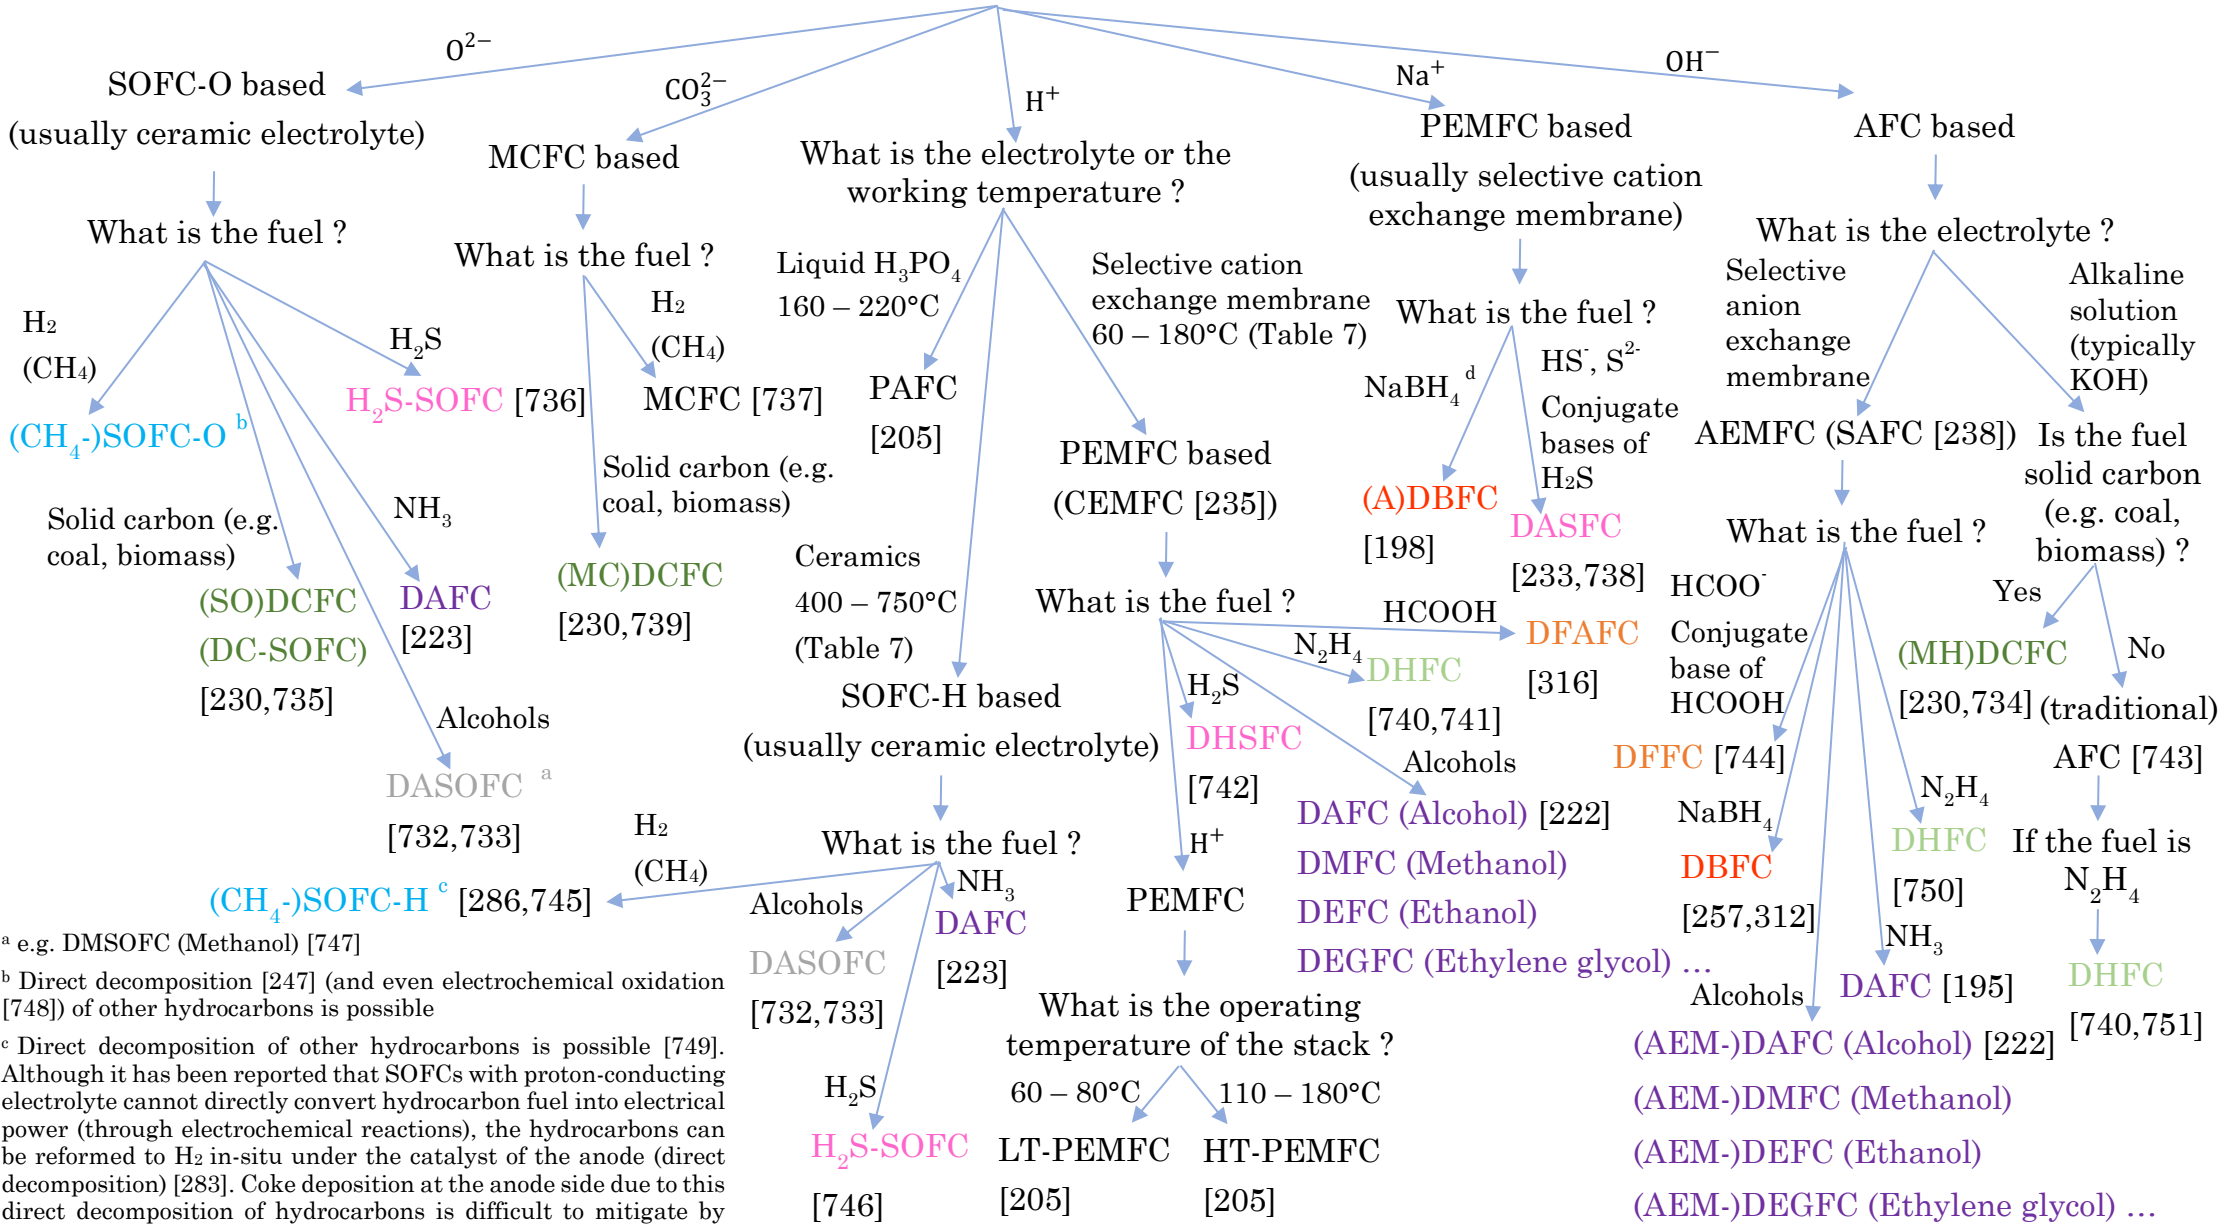 O²⁻
CO₃²⁻
H⁺
Na⁺
OH⁻
SOFC-O based
(usually ceramic electrolyte)
What is the fuel ?
H₂
(CH₄)
(CH₄-)SOFC-O ᵇ
H₂S
H₂S-SOFC [736]
Solid carbon (e.g.
coal, biomass)
(SO)DCFC
(DC-SOFC)
[230,735]
NH₃
DAFC
[223]
Alcohols
DASOFC ᵃ
[732,733]
MCFC based
What is the fuel ?
H₂
(CH₄)
MCFC [737]
Solid carbon (e.g.
coal, biomass)
(MC)DCFC
[230,739]
What is the electrolyte or the
working temperature ?
Liquid H₃PO₄
160 – 220°C
PAFC
[205]
Ceramics
400 – 750°C
(Table 7)
SOFC-H based
(usually ceramic electrolyte)
What is the fuel ?
H₂
(CH₄)
(CH₄-)SOFC-H ᶜ [286,745]
Alcohols
DASOFC
[732,733]
NH₃
DAFC
[223]
H₂S
H₂S-SOFC
[746]
Selective cation
exchange membrane
60 – 180°C (Table 7)
PEMFC based
(CEMFC [235])
What is the fuel ?
HCOOH
DFAFC
[316]
N₂H₄
DHFC
[740,741]
H₂S
DHSFC
[742]
Alcohols
DAFC (Alcohol) [222]
DMFC (Methanol)
DEFC (Ethanol)
DEGFC (Ethylene glycol) …
H⁺
PEMFC
What is the operating
temperature of the stack ?
60 – 80°C
110 – 180°C
LT-PEMFC
[205]
HT-PEMFC
[205]
PEMFC based
(usually selective cation
exchange membrane)
What is the fuel ?
NaBH₄ ᵈ
(A)DBFC
[198]
HS⁻, S²⁻
Conjugate
bases of
H₂S
DASFC
[233,738]
AFC based
What is the electrolyte ?
Selective
anion
exchange
membrane
AEMFC (SAFC [238])
What is the fuel ?
HCOO⁻
Conjugate
base of
HCOOH
DFFC [744]
NaBH₄
DBFC
[257,312]
N₂H₄
DHFC
[750]
NH₃
DAFC [195]
Alcohols
(AEM-)DAFC (Alcohol) [222]
(AEM-)DMFC (Methanol)
(AEM-)DEFC (Ethanol)
(AEM-)DEGFC (Ethylene glycol) …
Alkaline
solution
(typically
KOH)
Is the fuel
solid carbon
(e.g. coal,
biomass) ?
Yes
(MH)DCFC
[230,734]
No
(traditional)
AFC [743]
If the fuel is
N₂H₄
DHFC
[740,751]
ᵃ e.g. DMSOFC (Methanol) [747]
ᵇ Direct decomposition [247] (and even electrochemical oxidation
[748]) of other hydrocarbons is possible
ᶜ Direct decomposition of other hydrocarbons is possible [749].
Although it has been reported that SOFCs with proton-conducting
electrolyte cannot directly convert hydrocarbon fuel into electrical
power (through electrochemical reactions), the hydrocarbons can
be reformed to H₂ in-situ under the catalyst of the anode (direct
decomposition) [283]. Coke deposition at the anode side due to this
direct decomposition of hydrocarbons is difficult to mitigate by